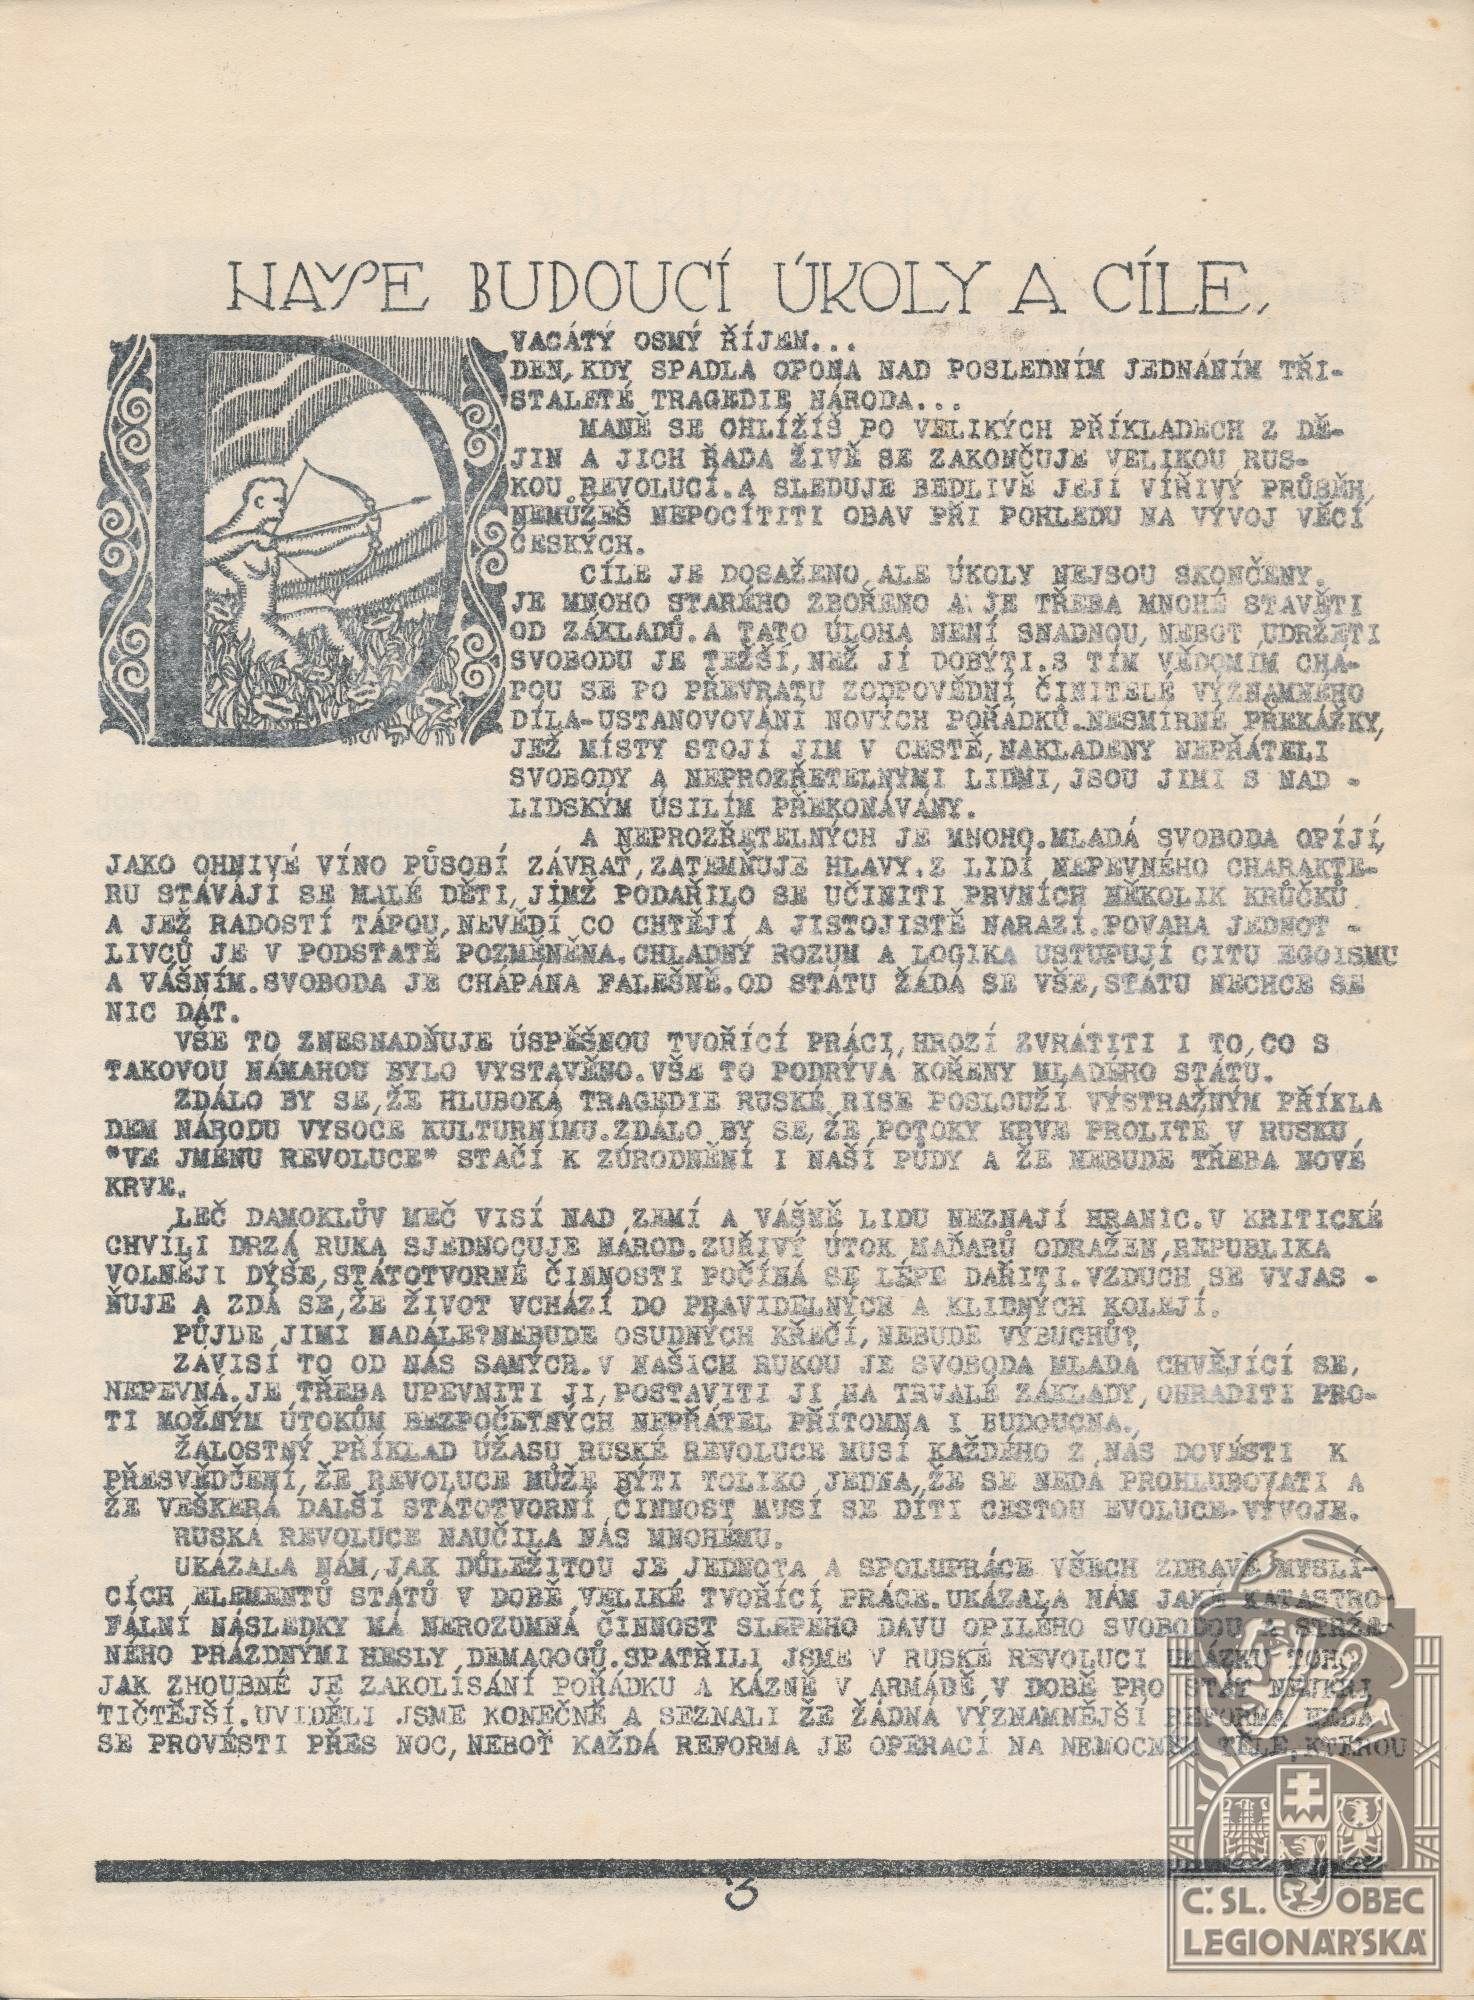 NAŠE BUDOUCÍ ÚKOLY A CÍLE.
D
VACÁTÝ OSMÝ ŘÍJEN...
DEN, KDY SPADLA OPONA NAD POSLEDNÍM JEDNÁNÍM TŘI-
STALETÉ TRAGEDIE NÁRODA...
MANĚ SE OHLÍŽÍŠ PO VELIKÝCH PŘÍKLADECH Z DĚ-
JIN A JICH ŘADA ŽIVĚ SE ZAKONČUJE VELIKOU RUS-
KOU REVOLUCÍ.A SLEDUJE BEDLIVĚ JEJÍ VÍŘIVÝ PRŮBĚH,
NEMŮŽEŠ NEPOCÍTITI OBAV PŘI POHLEDU NA VÝVOJ VĚCÍ
ČESKÝCH.
CÍLE JE DOSAŽENO, ALE ÚKOLY NEJSOU SKONČENY.
JE MNOHO STARÉHO ZBOŘENO A JE TŘEBA MNOHÉ STAVĚTI
OD ZÁKLADŮ.A TATO ÚLOHA NENÍ SNADNOU, NEBOT UDRŽETI
SVOBODU JE TEŽŠÍ, NEŽ JÍ DOBÝTI.S TÍM VĚDOMÍM CHÁ-
POU SE PO PŘEVRATU ZODPOVĚDNÍ ČINITELÉ VÝZNAMNÉHO
DÍLA-USTANOVOVÁNÍ NOVÝCH POŘÁDKŮ.NESMÍRNÉ PŘEKÁŽKY,
JEŽ MÍSTY STOJÍ JIM V CESTĚ, NAKLADENY NEPŘÁTELI
SVOBODY A NEPROZŘETELNÝMI LIDMI, JSOU JIMI S NAD -
LIDSKÝM ÚSILÍM PŘEKONÁVÁNY.
A NEPROZŘETELNÝCH JE MNOHO.MLADÁ SVOBODA OPÍJÍ,
JAKO OHNIVÉ VÍNO PŮSOBÍ ZÁVRAŤ, ZATEMŇUJE HLAVY.Z LIDÍ NEPEVNÉHO CHARAKTE-
RU STÁVÁJÍ SE MALÉ DĚTI, JIMŽ PODAŘILO SE UČINITI PRVNÍCH NĚKOLIK KRŮČKŮ
A JEŽ RADOSTÍ TÁPOU, NEVĚDÍ CO CHTĚJÍ A JISTOJISTĚ NARAZÍ.POVAHA JEDNOT -
LIVCŮ JE V PODSTATĚ POZMĚNĚNA.CHLADNÝ ROZUM A LOGIKA USTUPUJÍ CITU EGOISMU
A VÁŠNÍM.SVOBODA JE CHÁPÁNA FALEŠNĚ.OD STÁTU ŽÁDÁ SE VŠE, STÁTU NECHCE SE
NIC DÁT.
VŠE TO ZNESNADŇUJE ÚSPĚŠNOU TVOŘÍCÍ PRÁCI, HROZÍ ZVRÁTITI I TO, CO S
TAKOVOU NÁMAHOU BYLO VYSTAVĚNO.VŠE TO PODRÝVÁ KOŘENY MLADÉHO STÁTU.
ZDÁLO BY SE, ŽE HLUBOKÁ TRAGEDIE RUSKÉ RISE POSLOUŽÍ VÝSTRAŽNÝM PŘÍKLA
DEM NÁRODU VYSOCE KULTURNÍMU.ZDÁLO BY SE, ŽE POTOKY KRVE PROLITÉ V RUSKU
"VE JMÉNU REVOLUCE" STAČÍ K ZÚRODNĚNÍ I NAŠÍ PŮDY A ŽE NEBUDE TŘEBA NOVÉ
KRVE.
LEČ DAMOKLŮV MEČ VISÍ NAD ZEMÍ A VÁŠNĚ LIDU NEZNAJÍ HRANIC.V KRITICKÉ
CHVÍLI DRZÁ RUKA SJEDNOCUJE NÁROD.ZUŘIVÝ ÚTOK MAĎARŮ ODRAŽEN, REPUBLIKA
VOLNĚJI DÝŠE, STÁTOTVORNÉ ČINNOSTI POČÍNÁ SE LÉPE DAŘITI.VZDUCH SE VYJAS -
ŇUJE A ZDÁ SE, ŽE ŽIVOT VCHÁZÍ DO PRAVIDELNÝCH A KLIDNÝCH KOLEJÍ.
PŮJDE JIMI NADÁLE?NEBUDE OSUDNÝCH KŘEČÍ, NEBUDE VÝBUCHŮ?
ZÁVISÍ TO OD NÁS SAMÝCH.V NAŠICH RUKOU JE SVOBODA MLADÁ CHVĚJÍCÍ SE,
NEPEVNÁ.JE TŘEBA UPEVNITI JI, POSTAVITI JI NA TRVALÉ ZÁKLADY, OHRADITI PRO-
TI MOŽNÝM ÚTOKŮM BEZPOČETNÝCH NEPŘÁTEL PŘÍTOMNA I BUDOUCNA.
ŽALOSTNÝ PŘÍKLAD ÚŽASU RUSKÉ REVOLUCE MUSÍ KAŽDÉHO Z NÁS DOVÉSTI K
PŘESVĚDČENÍ, ŽE REVOLUCE MŮŽE BÝTI TOLIKO JEDNA, ŽE SE NEDÁ PROHLUBOVATI A
ŽE VEŠKERÁ DALŠÍ STÁTOTVORNÍ ČINNOST MUSÍ SE DÍTI CESTOU EVOLUCE-VÝVOJE.
RUSKÁ REVOLUCE NAUČILA NÁS MNOHÉMU.
UKÁZALA NÁM, JAK DŮLEŽITOU JE JEDNOTA A SPOLUPRÁCE VŠECH ZDRAVĚ MYSLÍ-
CÍCH ELEMENTŮ STÁTŮ V DOBĚ VELIKÉ TVOŘÍCÍ PRÁCE.UKÁZALA NÁM JAKÉ KATASTRO-
FÁLNÍ NÁSLEDKY MÁ NEROZUMNÁ ČINNOST SLEPÉHO DAVU OPILÉHO SVOBODOU A STRŽE-
NÉHO PRÁZDNÝMI HESLY DEMAGOGŮ.SPATŘILI JSME V RUSKÉ REVOLUCI UKÁZKU TOHO
JAK ZHOUBNÉ JE ZAKOLÍSÁNÍ POŘÁDKU A KÁZNĚ V ARMÁDĚ V DOBĚ PRO STÁT NEJKRI
TIČTĚJŠÍ.UVIDĚLI JSME KONEČNĚ A SEZNALI ŽE ŽÁDNÁ VÝZNAMNĚJŠÍ REFORMA NEDÁ
SE PROVÉSTI PŘES NOC, NEBOŤ KAŽDÁ REFORMA JE OPERACÍ NA NEMOCNÉM TĚLE, KTEROU
3
Č. SL. OBEC
LEGIONÁŘSKÁ